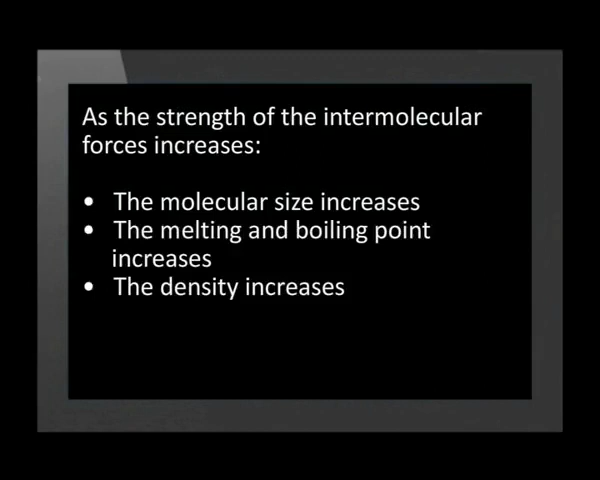 As the strength of the intermolecular
forces increases:
• The molecular size increases
• The melting and boiling point
increases
• The density increases